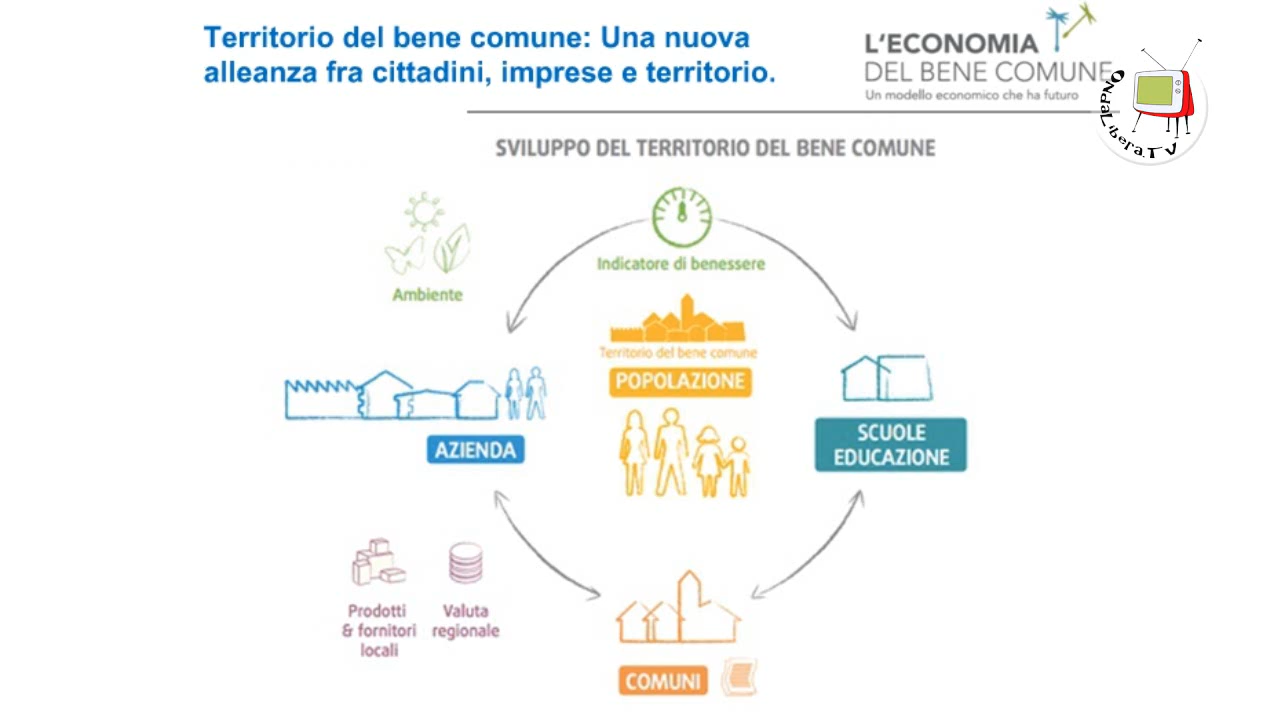 Territorio del bene comune: Una nuova
alleanza fra cittadini, imprese e territorio.
L'ECONOMIA
DEL BENE COMUNE
Un modello economico che ha futuro
OndaLibera.TV
SVILUPPO DEL TERRITORIO DEL BENE COMUNE
Indicatore di benessere
Ambiente
Territorio del bene comune
POPOLAZIONE
AZIENDA
SCUOLE
EDUCAZIONE
Prodotti
& fornitori
locali
Valuta
regionale
COMUNI